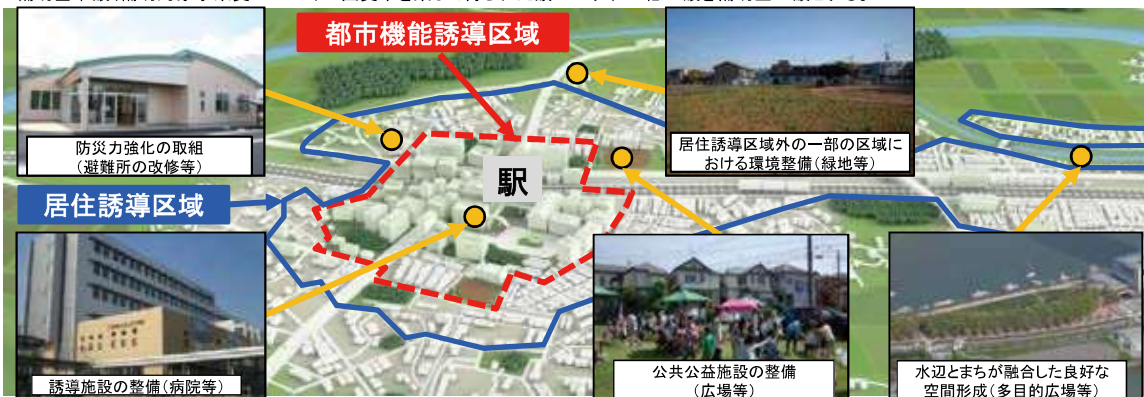 都市機能誘導区域
防災力強化の取組
(避難所の改修等)
居住誘導区域外の一部の区域に
おける環境整備(緑地等)
駅
居住誘導区域
誘導施設の整備(病院等)
公共公益施設の整備
(広場等)
水辺とまちが融合した良好な
空間形成(多目的広場等)